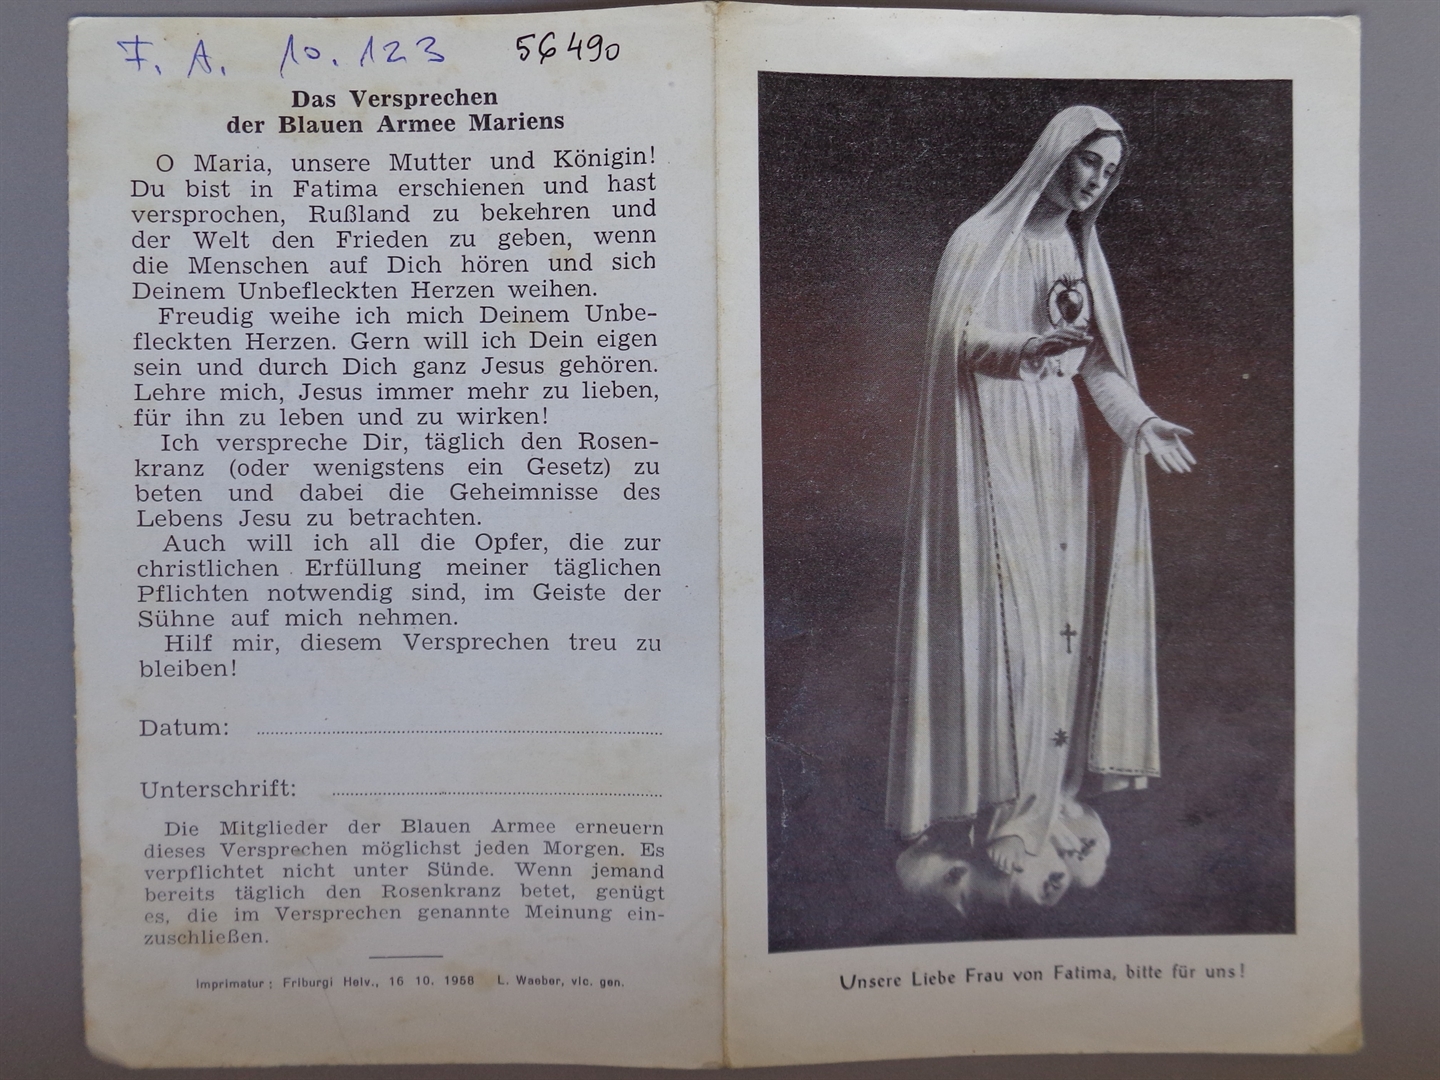 F. A. 10. 123 56490
Das Versprechen
der Blauen Armee Mariens
O Maria, unsere Mutter und Königin!
Du bist in Fatima erschienen und hast
versprochen, Rußland zu bekehren und
der Welt den Frieden zu geben, wenn
die Menschen auf Dich hören und sich
Deinem Unbefleckten Herzen weihen.
Freudig weihe ich mich Deinem Unbe-
fleckten Herzen. Gern will ich Dein eigen
sein und durch Dich ganz Jesus gehören.
Lehre mich, Jesus immer mehr zu lieben,
für ihn zu leben und zu wirken!
Ich verspreche Dir, täglich den Rosen-
kranz (oder wenigstens ein Gesetz) zu
beten und dabei die Geheimnisse des
Lebens Jesu zu betrachten.
Auch will ich all die Opfer, die zur
christlichen Erfüllung meiner täglichen
Pflichten notwendig sind, im Geiste der
Sühne auf mich nehmen.
Hilf mir, diesem Versprechen treu zu
bleiben!
Datum:
Unterschrift:
Die Mitglieder der Blauen Armee erneuern
dieses Versprechen möglichst jeden Morgen. Es
verpflichtet nicht unter Sünde. Wenn jemand
bereits täglich den Rosenkranz betet, genügt
es, die im Versprechen genannte Meinung ein-
zuschließen.
Imprimatur: Friburgi Helv., 16 10. 1958 L. Waeber, vic. gen.
Unsere Liebe Frau von Fatima, bitte für uns!